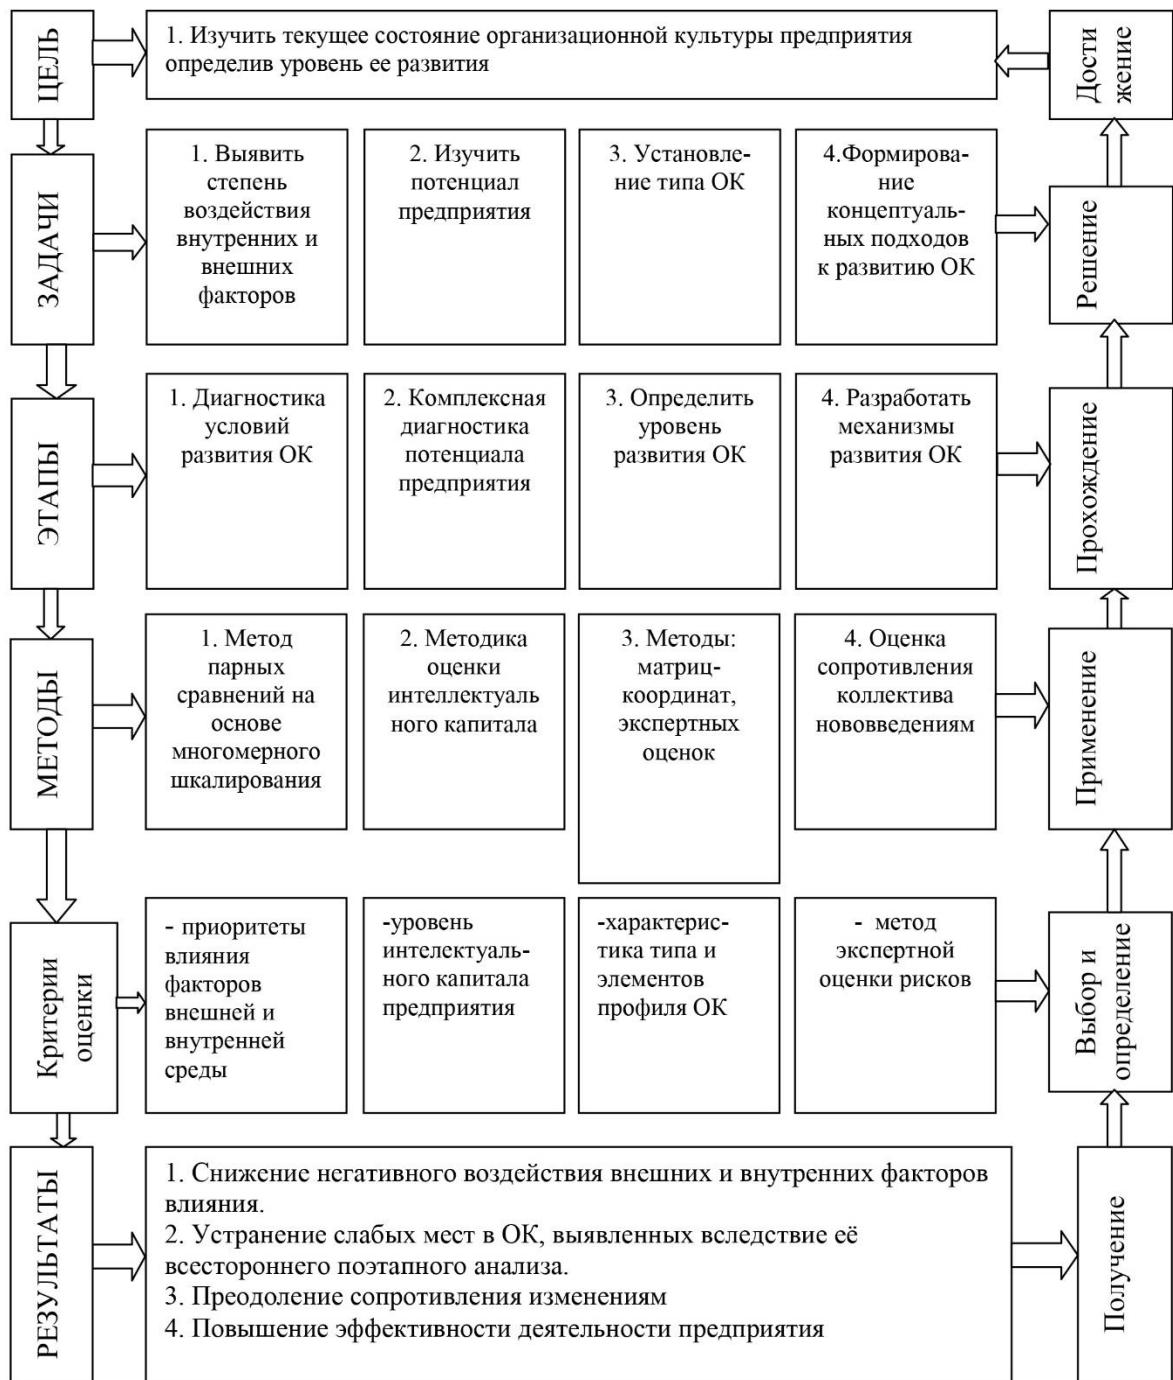 ЦЕЛЬ
1. Изучить текущее состояние организационной культуры предприятия
определив уровень ее развития
Дости
жение
ЗАДАЧИ
1. Выявить
степень
воздействия
внутренних и
внешних
факторов
2. Изучить
потенциал
предприятия
3. Установле-
ние типа ОК
4.Формирова-
ние
концептуаль-
ных подходов
к развитию ОК
Решение
ЭТАПЫ
1. Диагностика
условий
развития ОК
2. Комплексная
диагностика
потенциала
предприятия
3. Определить
уровень
развития ОК
4. Разработать
механизмы
развития ОК
Прохождение
МЕТОДЫ
1. Метод
парных
сравнений на
основе
многомерного
шкалирования
2. Методика
оценки
интеллектуаль
ного капитала
3. Методы:
матриц-
координат,
экспертных
оценок
4. Оценка
сопротивления
коллектива
нововведениям
Применение
Критерии
оценки
- приоритеты
влияния
факторов
внешней и
внутренней
среды
-уровень
интелектуаль-
ного капитала
предприятия
-характерис-
тика типа и
элементов
профиля ОК
- метод
экспертной
оценки рисков
Выбор и
определение
РЕЗУЛЬТАТЫ
1. Снижение негативного воздействия внешних и внутренних факторов
влияния.
2. Устранение слабых мест в ОК, выявленных вследствие её
всестороннего поэтапного анализа.
3. Преодоление сопротивления изменениям
4. Повышение эффективности деятельности предприятия
Получение